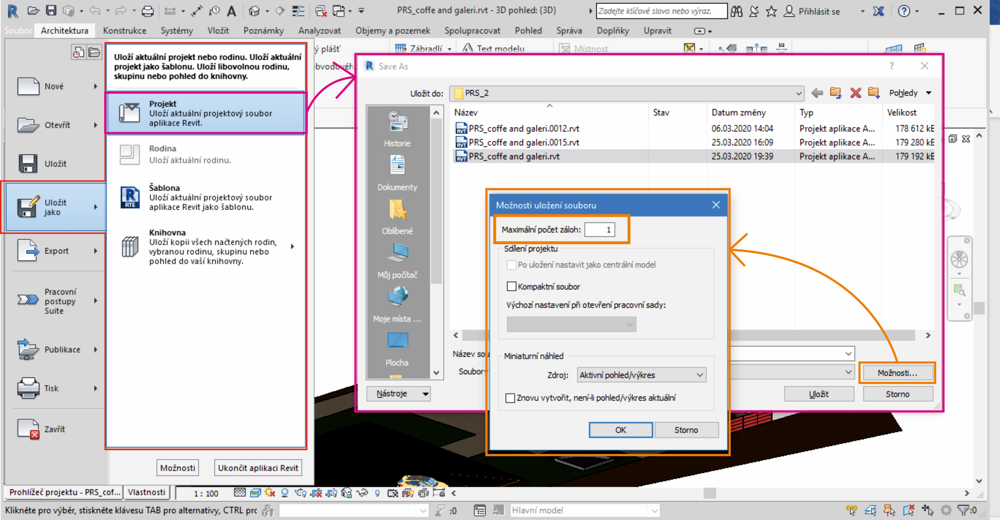 PRS_coffe and galeri.rvt - 3D pohled: {3D}
Zadejte klíčové slovo nebo výraz.
Přihlásit se
Soubor
Architektura
Konstrukce
Systémy
Vložit
Poznámky
Analyzovat
Objemy a pozemek
Spolupracovat
Pohled
Správa
Doplňky
Upravit
ý plášť
Zábradlí
Text modelu
Místnost
bvodovéh
Nové
Otevřít
Uložit
Uložit
jako
Export
Pracovní
postupy
Suite
Publikace
Tisk
Zavřít
Uloží aktuální projekt nebo rodinu. Uloží aktuální
projekt jako šablonu. Uloží libovolnou rodinu,
skupinu nebo pohled do knihovny.
Projekt
Uloží aktuální projektový soubor
aplikace Revit.
Rodina
Uloží aktuální rodinu.
RTE
Šablona
Uloží aktuální projektový soubor
aplikace Revit jako šablonu.
Knihovna
Uloží kopii všech načtených rodin,
vybranou rodinu, skupinu nebo
pohled do vaší knihovny.
Možnosti
Ukončit aplikaci Revit
Save As
Uložit do:
PRS_2
Pohledy
Název
Stav
Datum změny
Typ
Velikost
PRS_coffe and galeri.0012.rvt
06.03.2020 14:04
Projekt aplikace A...
178 612 kB
PRS_coffe and galeri.0015.rvt
25.03.2020 16:09
Projekt aplikace A...
179 280 kB
PRS_coffe and galeri.rvt
25.03.2020 19:39
Projekt aplikace A...
179 192 kB
Historie
Dokumenty
Oblíbené
Můj počítač
Moje místa ...
Plocha
Nástroje
Název sou
Soubory
Možnosti...
Uložit
Storno
Možnosti uložení souboru
Maximální počet záloh:
1
Sdílení projektu
Po uložení nastavit jako centrální model
Kompaktní soubor
Výchozí nastavení při otevření pracovní sady:
Miniaturní náhled
Zdroj:
Aktivní pohled/výkres
Znovu vytvořit, není-li pohled/výkres aktuální
OK
Storno
Prohlížeč projektu - PRS_cof...
Vlastnosti
1 : 100
Klikněte pro výběr, stiskněte klávesu TAB pro alternativy, CTRL prc
:0
Hlavní model
:0